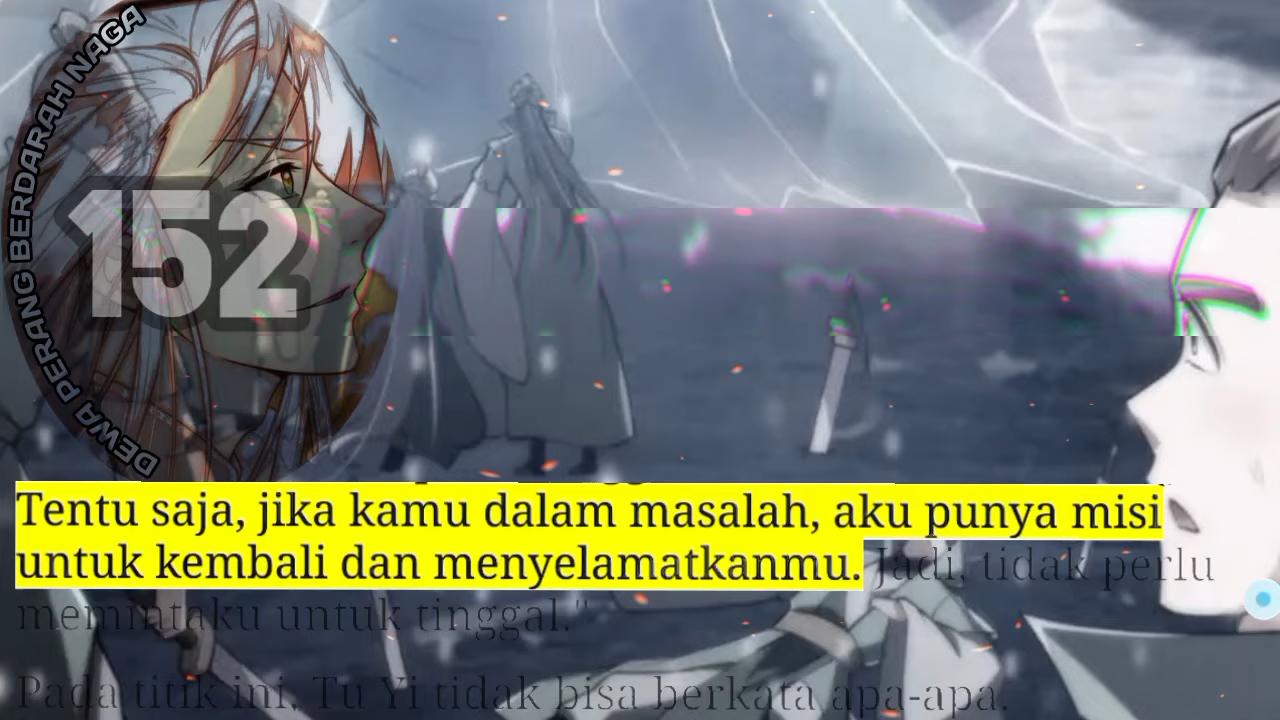 DEWA PERANG BERDARAH NAGA
152
Tentu saja, jika kamu dalam masalah, aku punya misi
untuk kembali dan menyelamatkanmu. Jadi, tidak perlu
memintaku untuk tinggal."
Pada titik ini, Tu Yi tidak bisa berkata apa-apa.